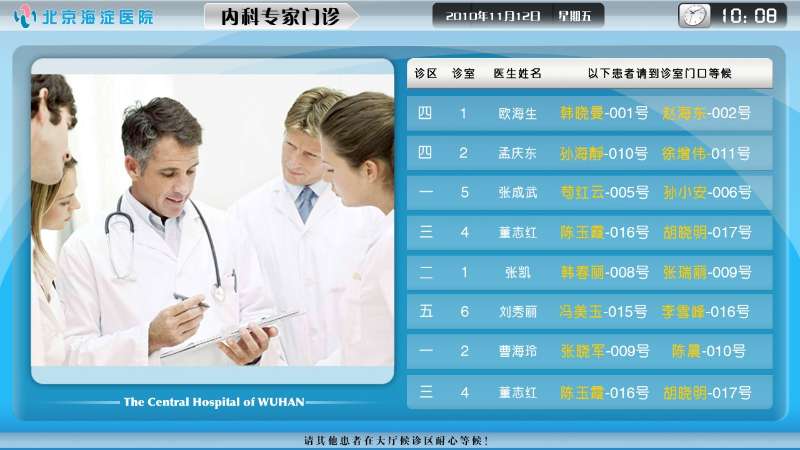 北京海淀医院 内科专家门诊 2010年11月12日 星期五 10:08
诊区 诊室 医生姓名 以下患者请到诊室门口等候
四 1 欧海生 韩晓曼-001号 赵海东-002号
四 2 孟庆东 孙海静-010号 徐增伟-011号
一 5 张成武 苟红云-005号 孙小安-006号
三 4 董志红 陈玉霞-016号 胡晓明-017号
二 1 张凯 韩春丽-008号 张瑞丽-009号
五 6 刘秀丽 冯美玉-015号 李雪峰-016号
一 2 曹海玲 张晓军-009号 陈晨-010号
三 4 董志红 陈玉霞-016号 胡晓明-017号
The Central Hospital of WUHAN
请其他患者在大厅候诊区耐心等候!